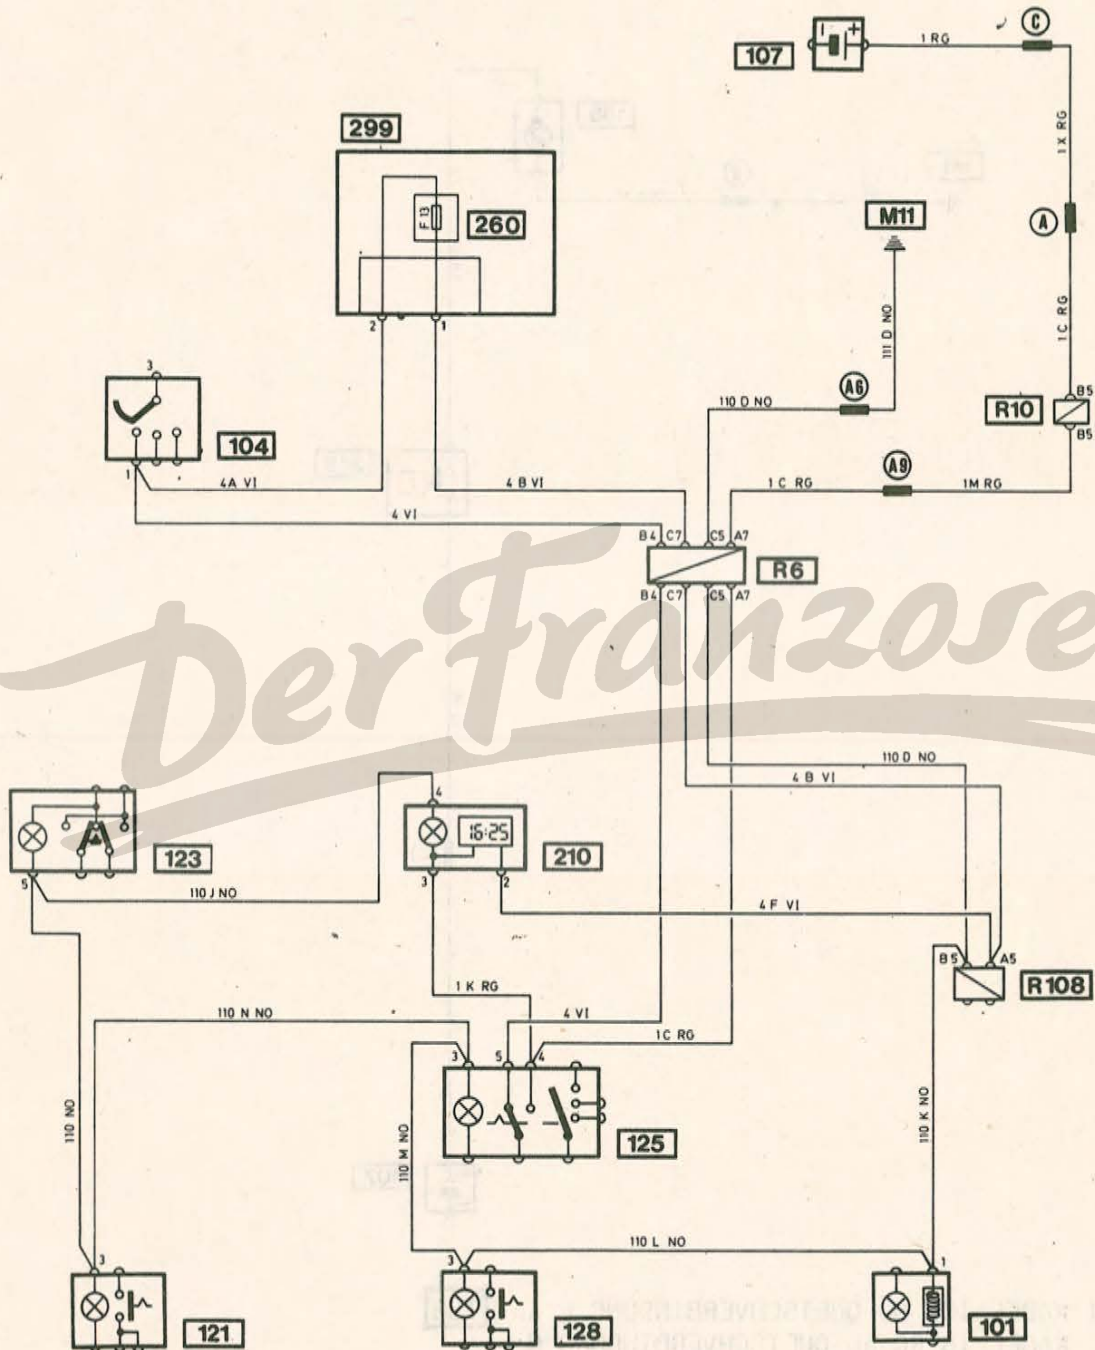 107
1 RG
C
1X RG
A
1C RG
B5
R10
B5
299
F 13
260
2
1
M11
111 D NO
A6
110 D NO
A9
1 C RG
1M RG
3
104
1
4A VI
4 B VI
4 VI
B4 C7 C5 A7
R6
B4 C7 C5 A7
Der Franzose
110 D NO
4 B VI
4
16:25
210
3
2
123
5
110 J NO
4 F VI
B5
A5
R108
1 K RG
110 N NO
4 VI
1C RG
3
5
4
125
110 NO
110 M NO
110 K NO
110 L NO
3
121
3
128
1
101